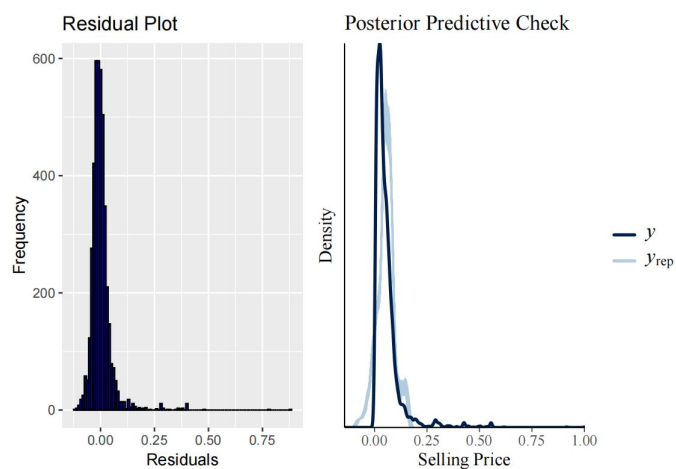 Residual Plot
600
400
200
0
Frequency
0.00 0.25 0.50 0.75
Residuals
Posterior Predictive Check
Density
0.00 0.25 0.50 0.75 1.00
Selling Price
y
yrep